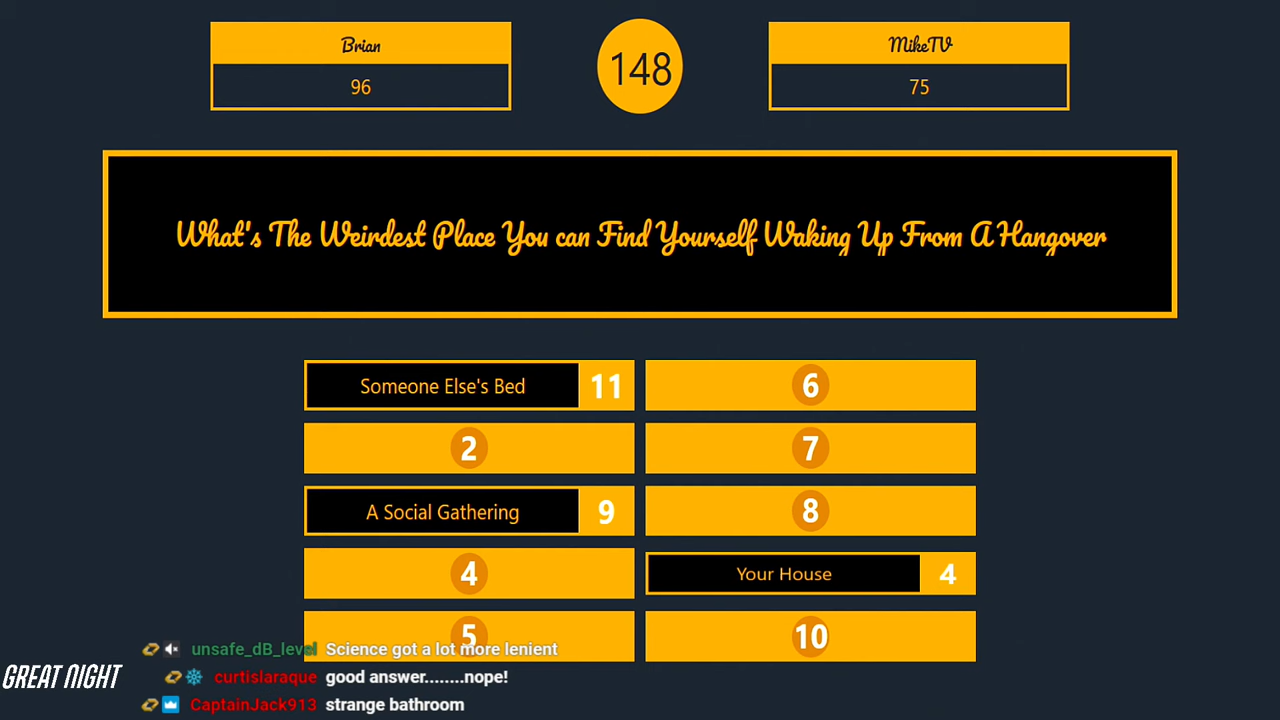 Brian
96
148
MikeTV
75
What's The Weirdest Place You can Find Yourself Waking Up From A Hangover
Someone Else's Bed 11
6
2
7
A Social Gathering 9
8
4
Your House 4
5
10
unsafe_dB_level Science got a lot more lenient
curtislaraque good answer........nope!
CaptainJack913 strange bathroom
GREAT NIGHT